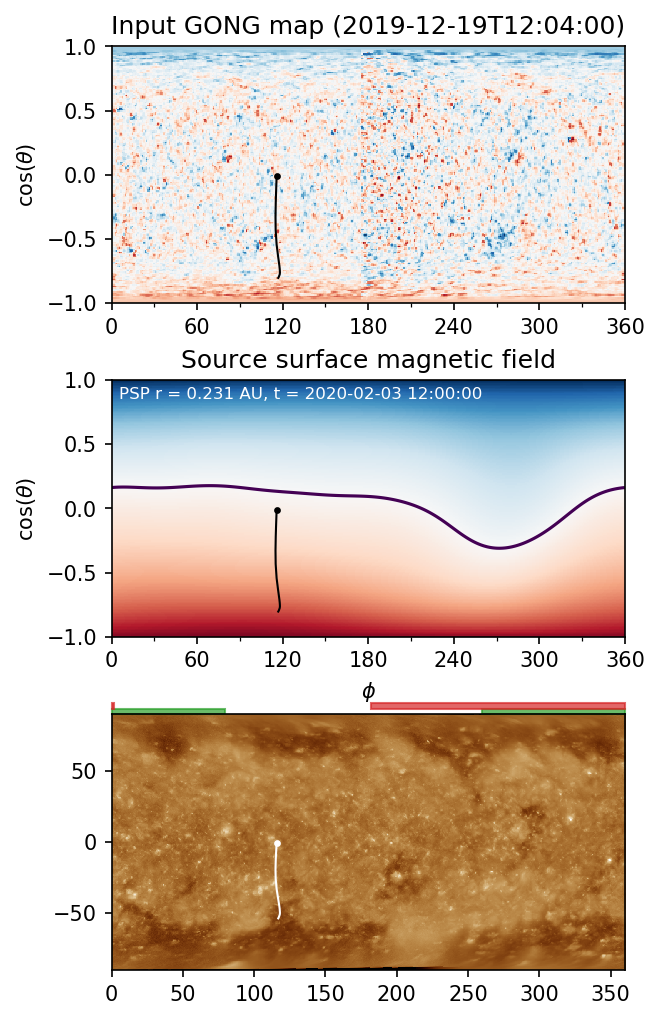 Input GONG map (2019-12-19T12:04:00)
1.0
0.5
0.0
−0.5
−1.0
cos(θ)
0 60 120 180 240 300 360
Source surface magnetic field
PSP r = 0.231 AU, t = 2020-02-03 12:00:00
1.0
0.5
0.0
−0.5
−1.0
cos(θ)
0 60 120 180 240 300 360
ϕ
50
0
−50
0 50 100 150 200 250 300 350